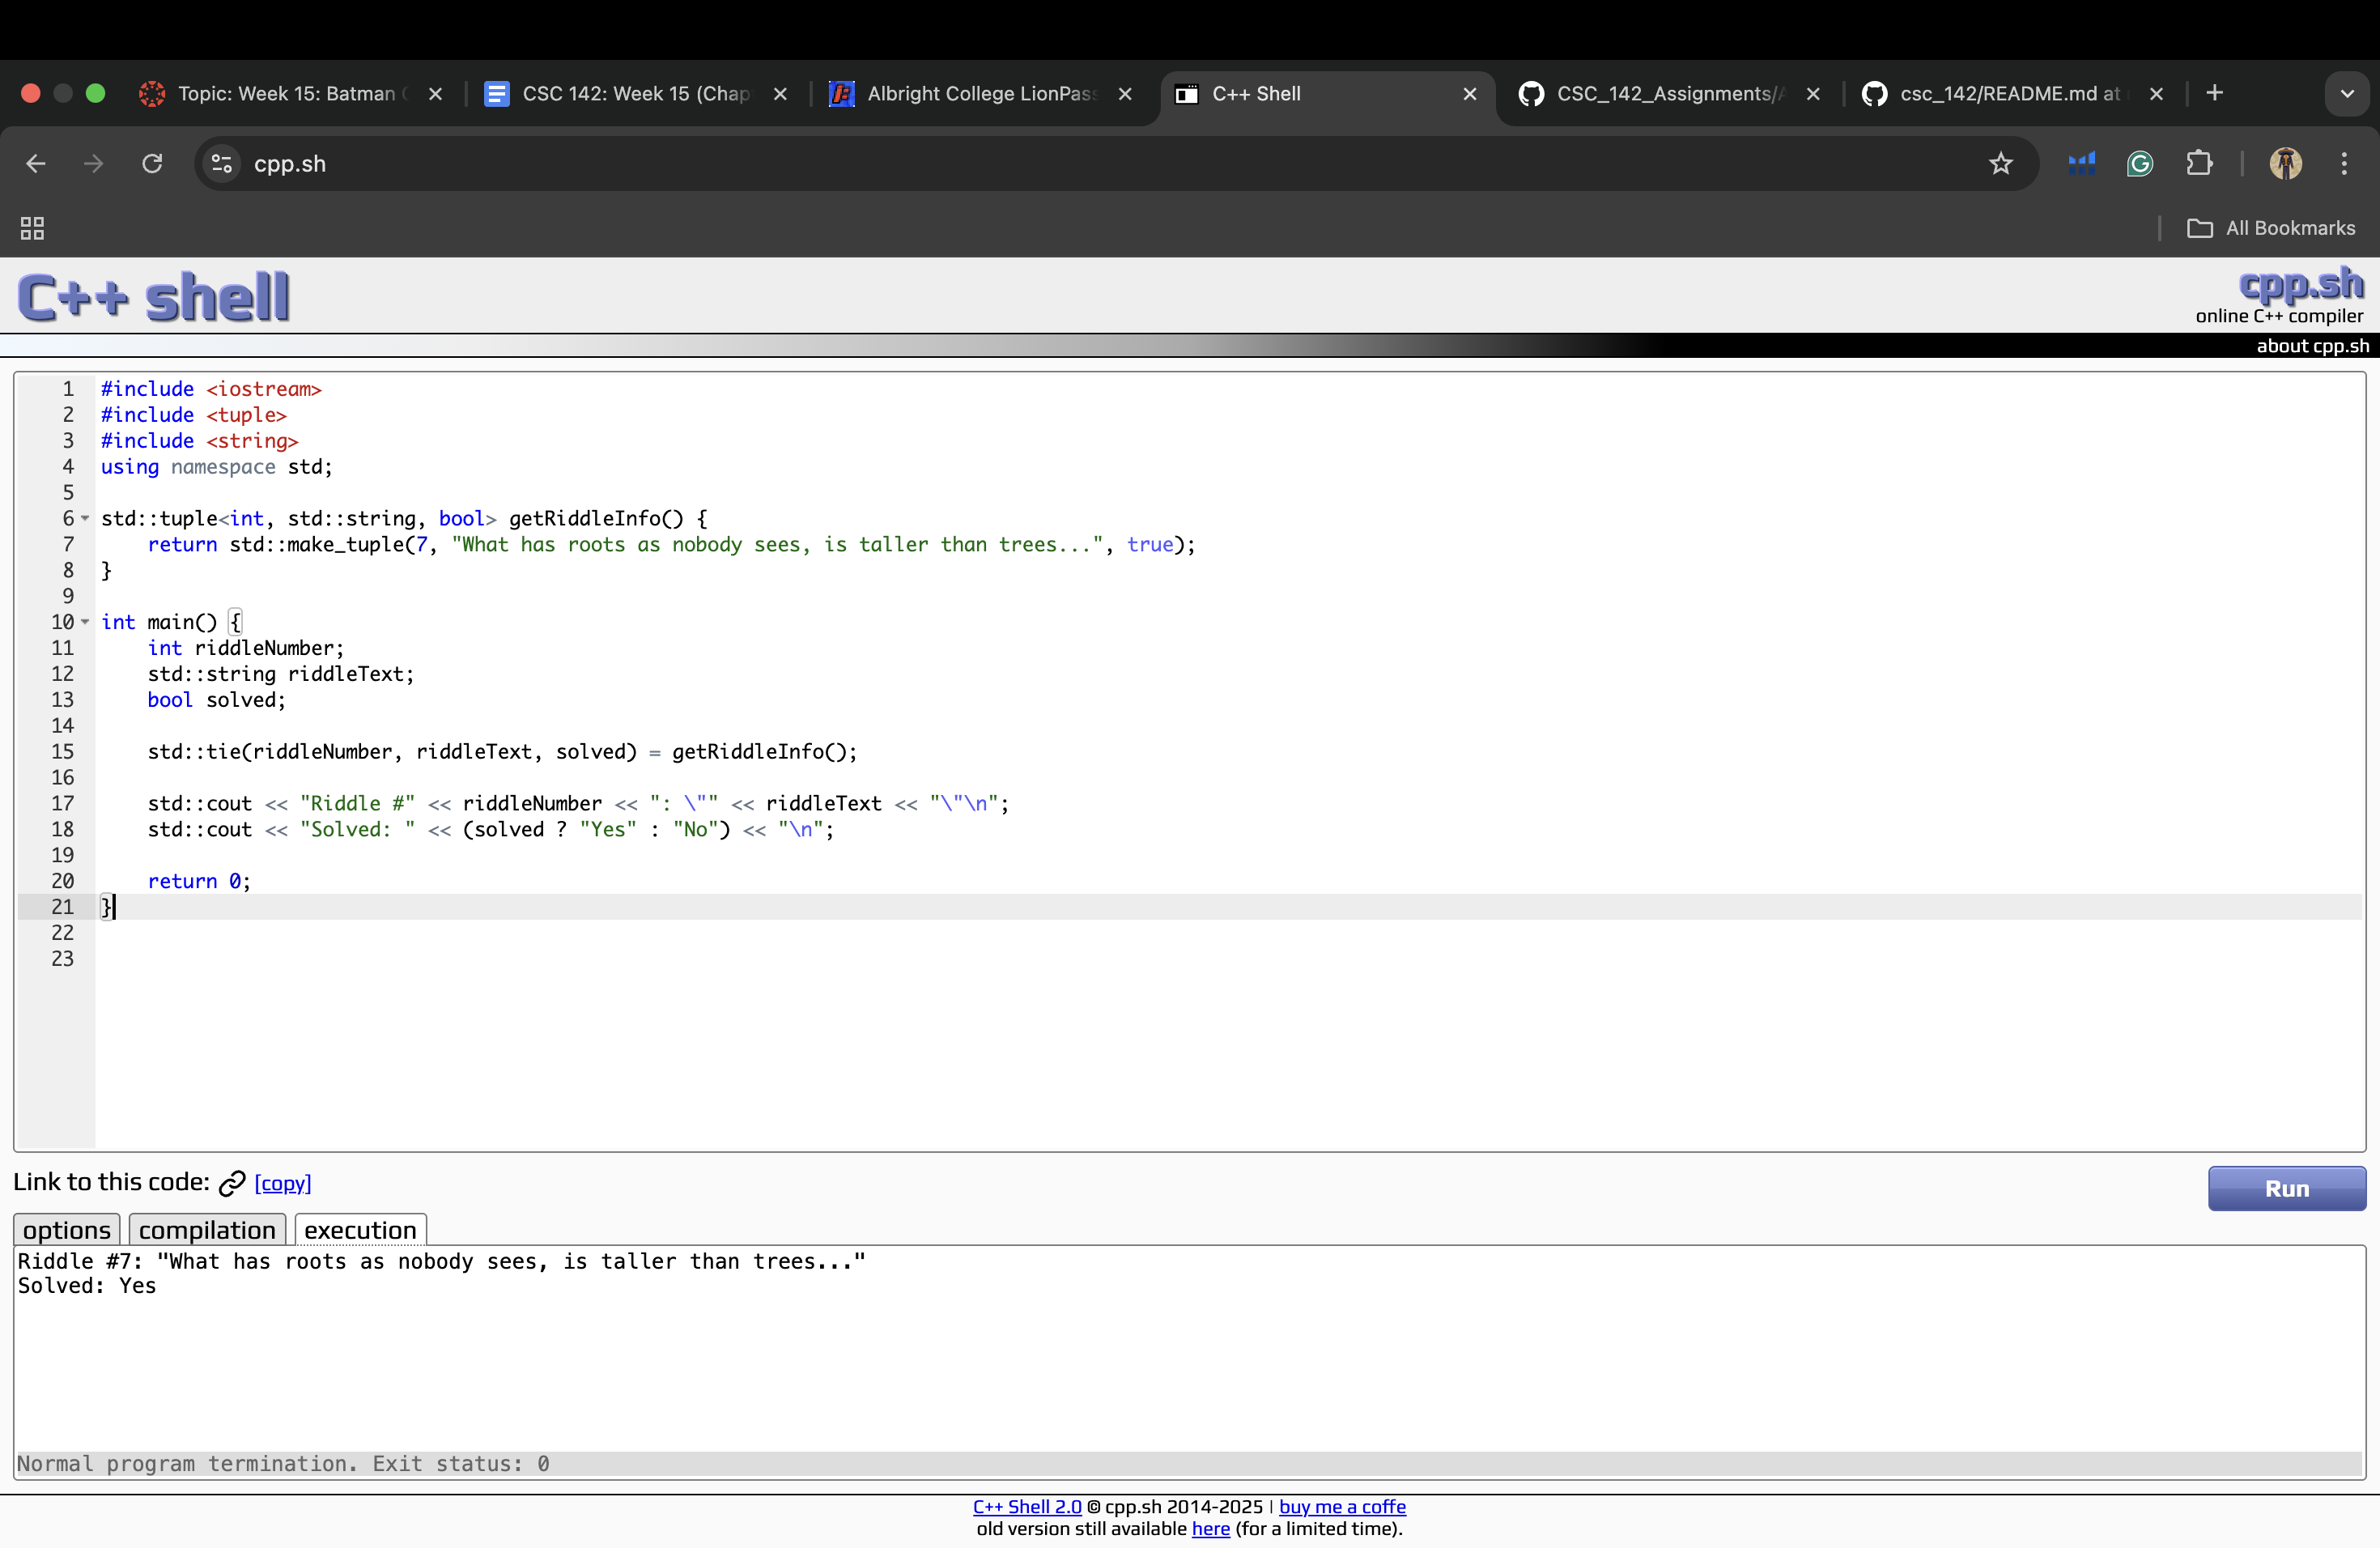 Topic: Week 15: Batman
CSC 142: Week 15 (Chap
Albright College LionPass
C++ Shell
CSC_142_Assignments/
csc_142/README.md at
cpp.sh
All Bookmarks
C++ shell
cpp.sh
online C++ compiler
about cpp.sh
1 #include <iostream>
2 #include <tuple>
3 #include <string>
4 using namespace std;
5
6 std::tuple<int, std::string, bool> getRiddleInfo() {
7     return std::make_tuple(7, "What has roots as nobody sees, is taller than trees...", true);
8 }
9
10 int main() {
11     int riddleNumber;
12     std::string riddleText;
13     bool solved;
14
15     std::tie(riddleNumber, riddleText, solved) = getRiddleInfo();
16
17     std::cout << "Riddle #" << riddleNumber << ": \"" << riddleText << "\"\n";
18     std::cout << "Solved: " << (solved ? "Yes" : "No") << "\n";
19
20     return 0;
21 }
22
23
Link to this code: [copy]
Run
options compilation execution
Riddle #7: "What has roots as nobody sees, is taller than trees..."
Solved: Yes
Normal program termination. Exit status: 0
C++ Shell 2.0 © cpp.sh 2014-2025 | buy me a coffe
old version still available here (for a limited time).